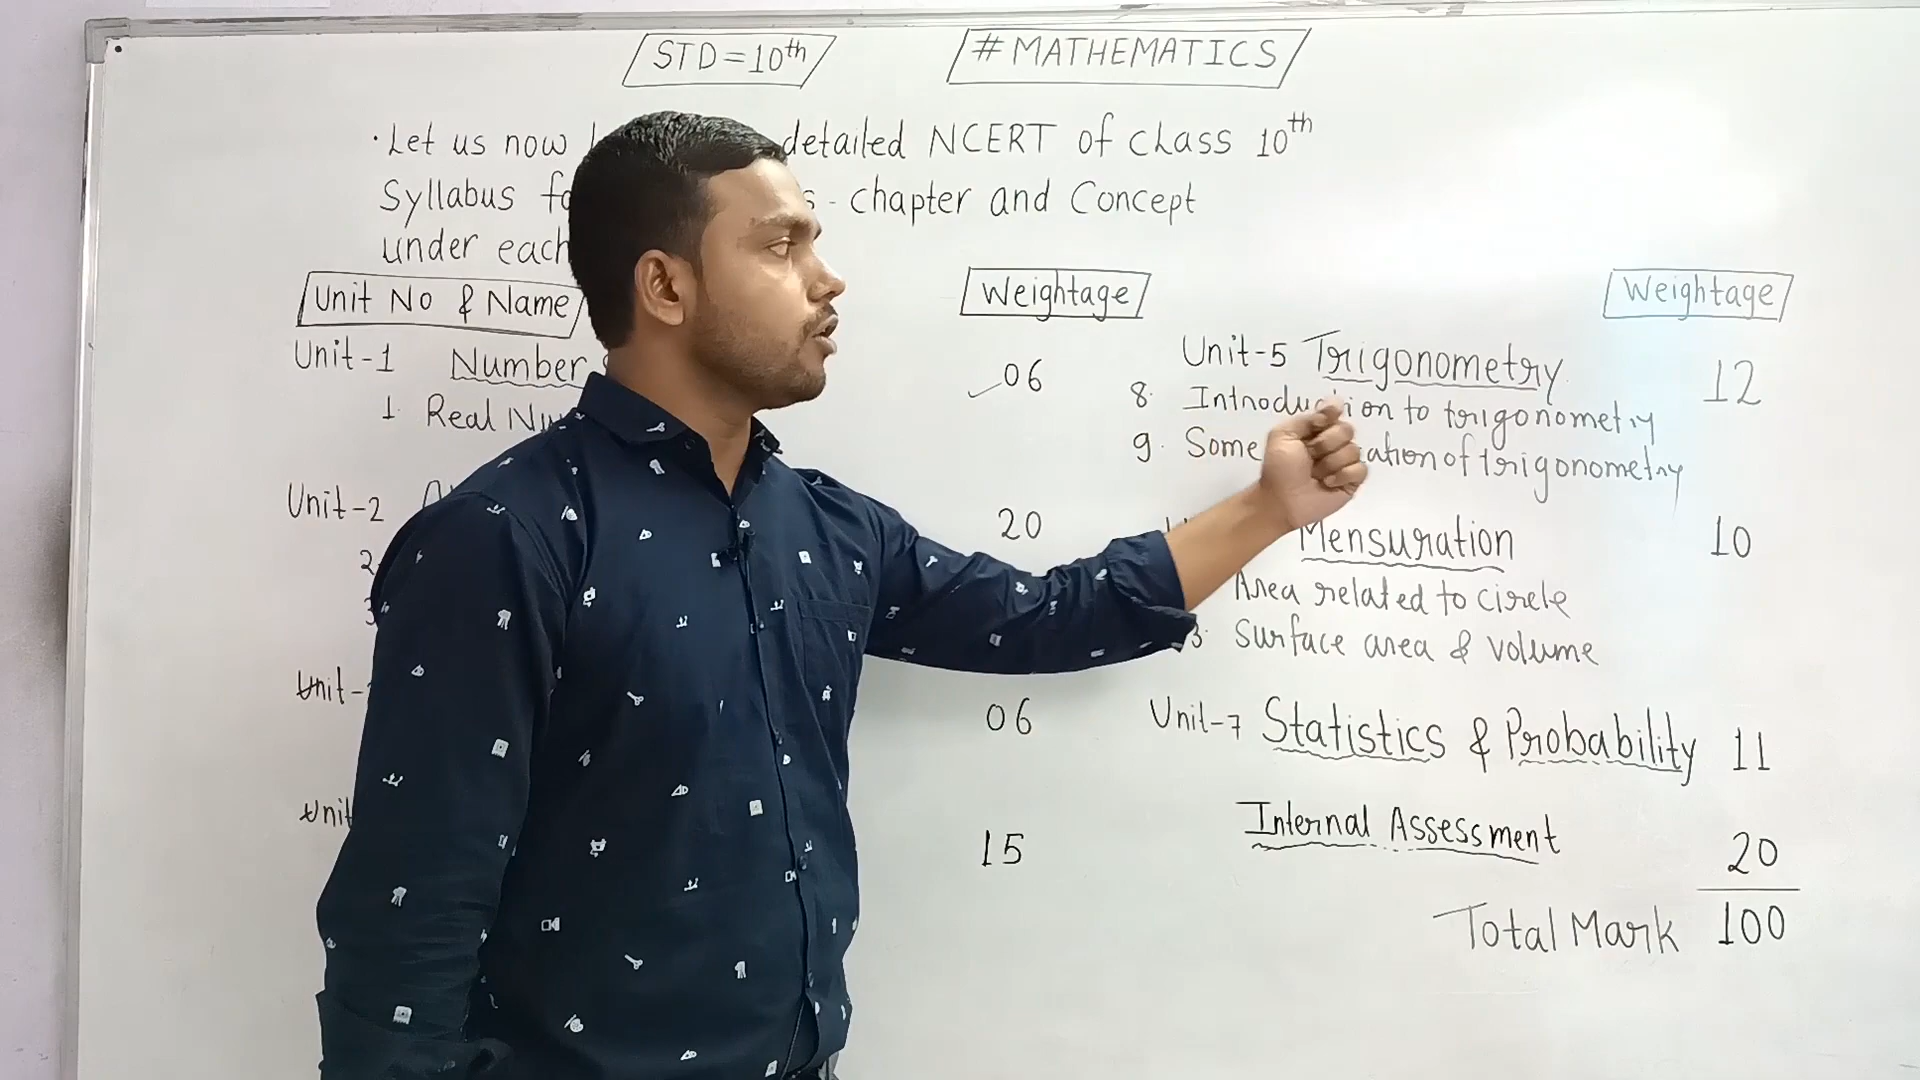 STD = 10th
# MATHEMATICS
· Let us now detailed NCERT of class 10th
Syllabus - chapter and Concept
under each
Unit No & Name
Weightage
Unit-1 Number
06
1. Real
Unit-2
20
2.
3.
Unit-
06
Unit
15
Weightage
Unit-5 Trigonometry 12
8. Introduction to trigonometry
9. Some of trigonometry
Mensuration 10
Area related to circle
3. Surface area & volume
Unit-7 Statistics & Probability 11
Internal Assessment 20
Total Mark 100